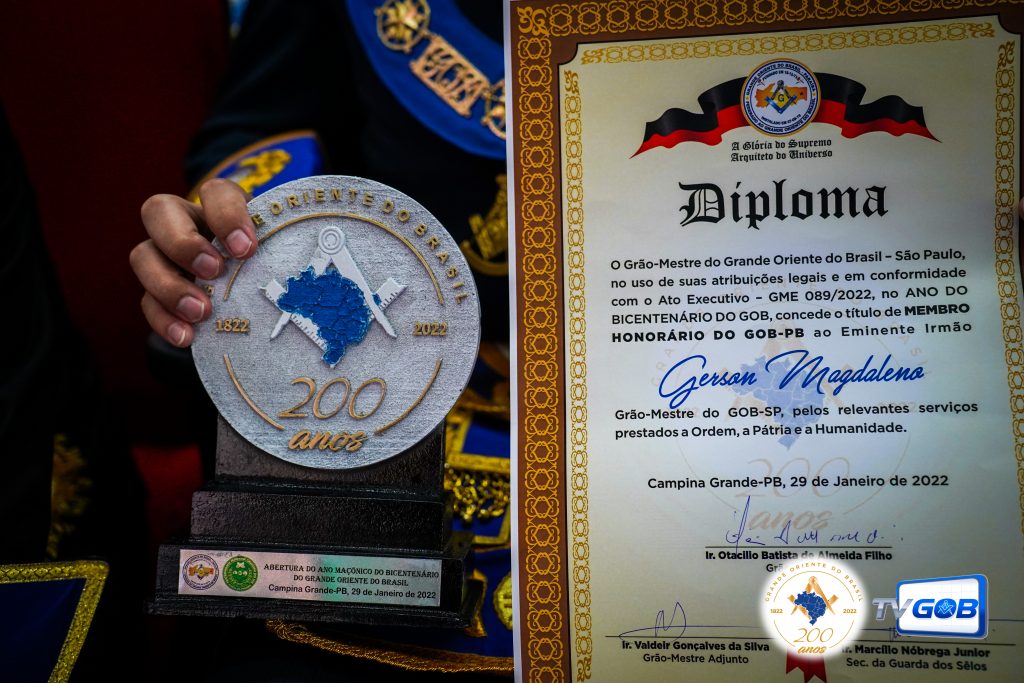 E ORIENTE DO BRASIL
1822
2022
200
anos
ABERTURA DO ANO MAÇÔNICO DO BICENTENÁRIO
DO GRANDE ORIENTE DO BRASIL
Campina Grande-PB, 29 de Janeiro de 2022
G
A Glória do Supremo
Arquiteto do Universo
Diploma
O Grão-Mestre do Grande Oriente do Brasil – São Paulo,
no uso de suas atribuições legais e em conformidade
com o Ato Executivo – GME 089/2022, no ANO DO
BICENTENÁRIO DO GOB, concede o título de MEMBRO
HONORÁRIO DO GOB-PB ao Eminente Irmão
Gerson Magdaleno
Grão-Mestre do GOB-SP, pelos relevantes serviços
prestados a Ordem, a Pátria e a Humanidade.
Campina Grande-PB, 29 de Janeiro de 2022
200
anos
Ir. Otacilio Batista de Almeida Filho
Ir. Valdeir Gonçalves da Silva
Grão-Mestre Adjunto
Ir. Marcílio Nóbrega Junior
Sec. da Guarda dos Sêlos
GRANDE ORIENTE DO BRASIL
1822
2022
200
anos
TVGOB